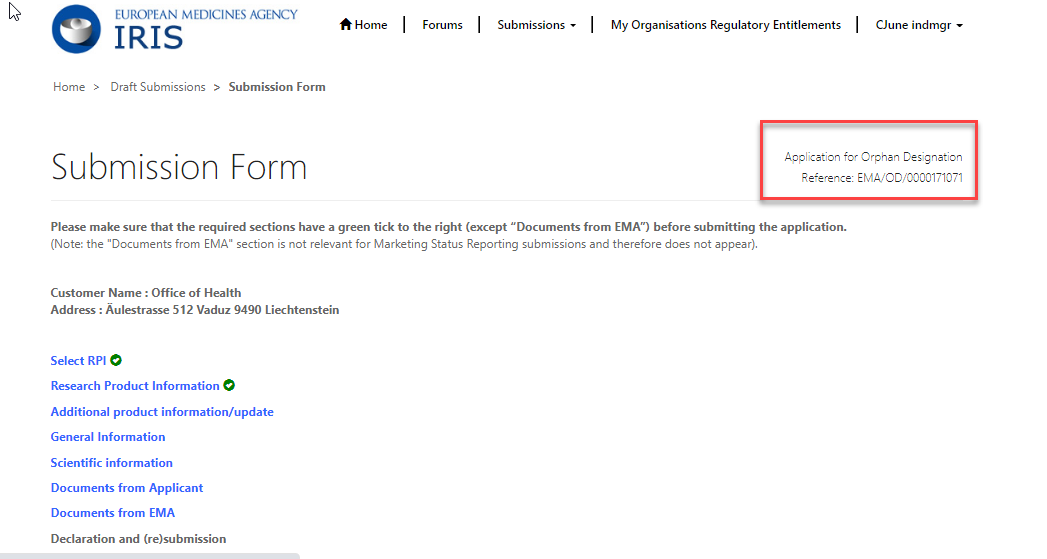 EUROPEAN MEDICINES AGENCY
IRIS
Home
Forums
Submissions
My Organisations Regulatory Entitlements
CJune indmgr
Home > Draft Submissions > Submission Form
Submission Form
Application for Orphan Designation
Reference: EMA/OD/0000171071
Please make sure that the required sections have a green tick to the right (except “Documents from EMA”) before submitting the application.
(Note: the "Documents from EMA" section is not relevant for Marketing Status Reporting submissions and therefore does not appear).
Customer Name : Office of Health
Address : Äulestrasse 512 Vaduz 9490 Liechtenstein
Select RPI
Research Product Information
Additional product information/update
General Information
Scientific information
Documents from Applicant
Documents from EMA
Declaration and (re)submission